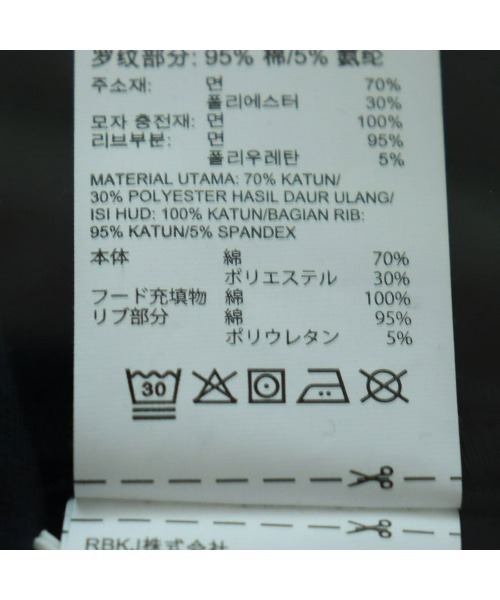 罗纹部分: 95% 棉/5% 氨纶
주소재: 면 70%
폴리에스터 30%
모자 충전재: 면 100%
리브부분: 면 95%
폴리우레탄 5%
MATERIAL UTAMA: 70% KATUN/
30% POLYESTER HASIL DAUR ULANG/
ISI HUD: 100% KATUN/BAGIAN RIB:
95% KATUN/5% SPANDEX
本体 綿 70%
ポリエステル 30%
フード充填物 綿 100%
リブ部分 綿 95%
ポリウレタン 5%
30
RBKJ株式会社